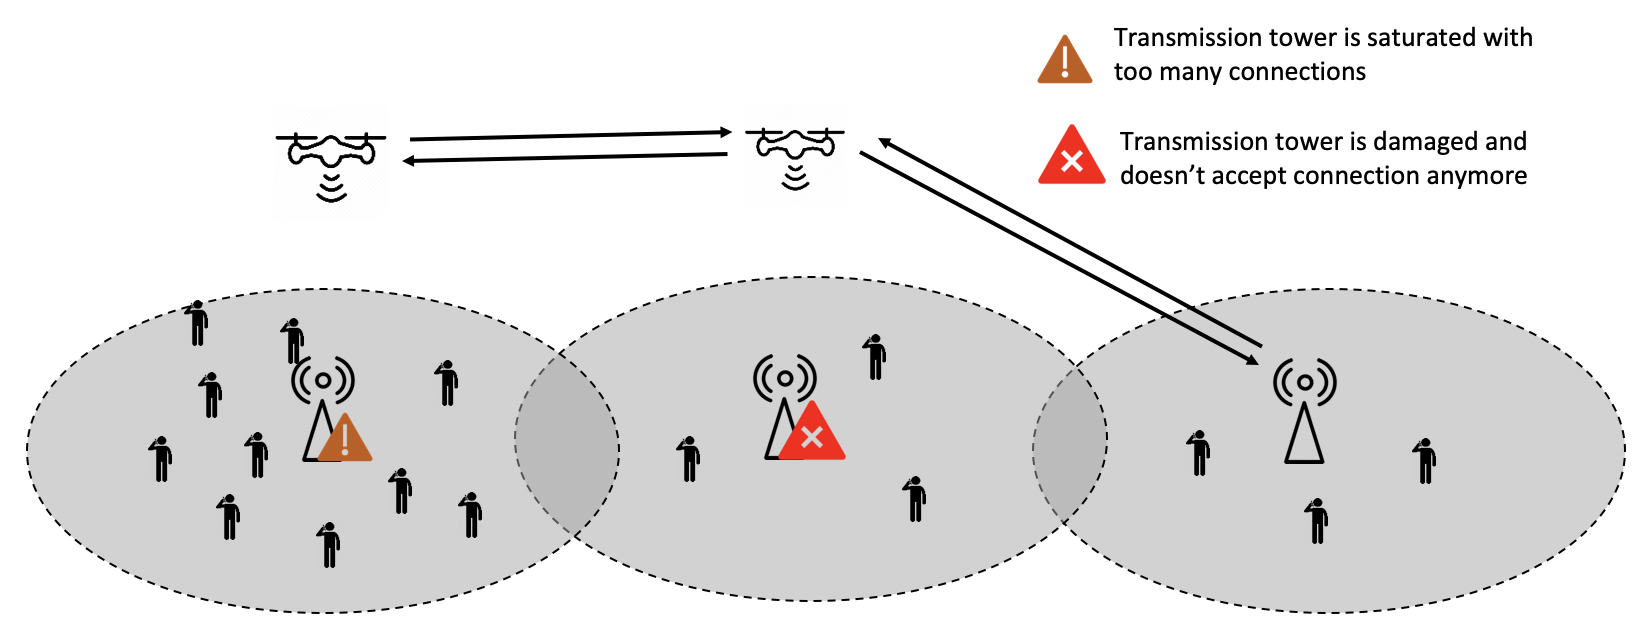 Transmission tower is saturated with
too many connections
Transmission tower is damaged and
doesn’t accept connection anymore